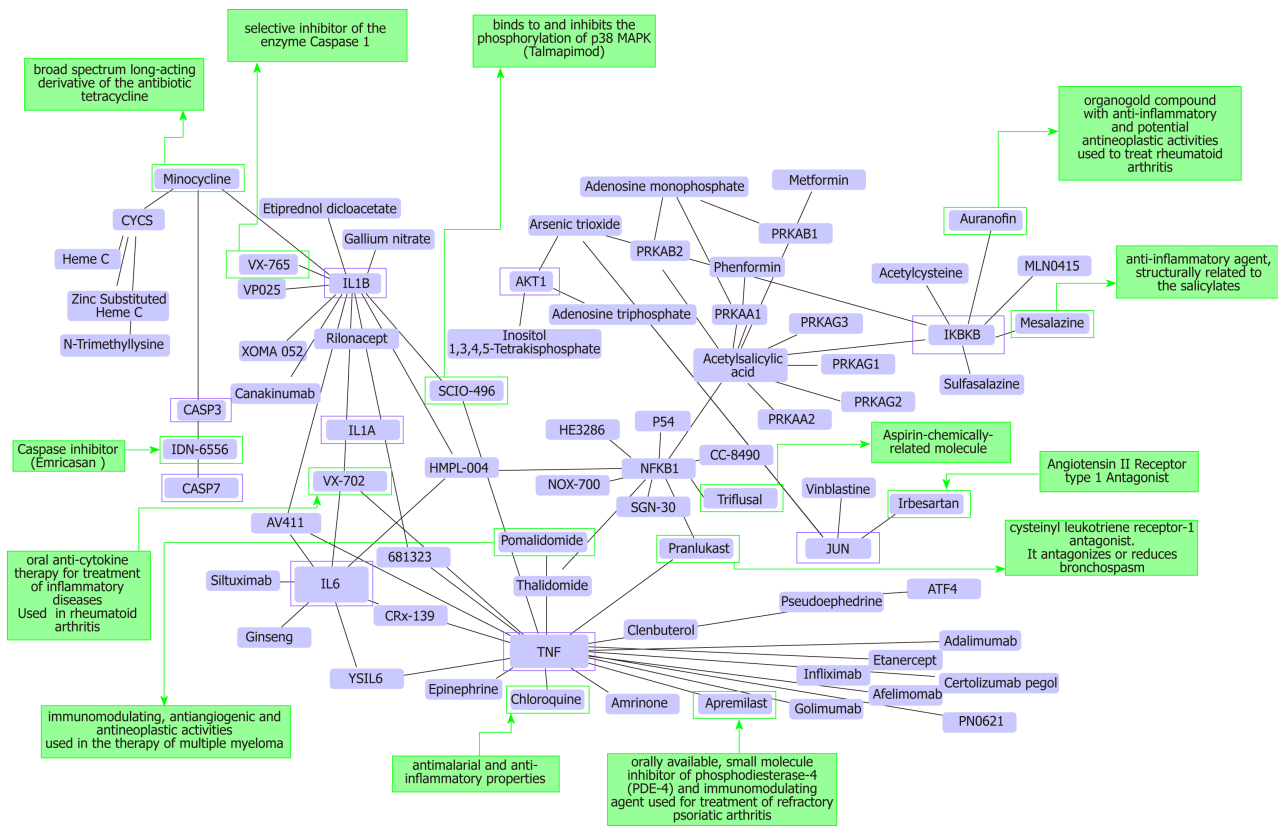 selective inhibitor of the
enzyme Caspase 1
binds to and inhibits the
phosphorylation of p38 MAPK
(Talmapimod)
broad spectrum long-acting
derivative of the antibiotic
tetracycline
organogold compound
with anti-inflammatory
and potential
antineoplastic activities
used to treat rheumatoid
arthritis
Minocycline
Adenosine monophosphate
Metformin
Etiprednol dicloacetate
CYCS
Arsenic trioxide
Auranofin
PRKAB1
Gallium nitrate
PRKAB2
Heme C
VX-765
Phenformin
Acetylcysteine
MLN0415
anti-inflammatory agent,
structurally related to
the salicylates
VP025
IL1B
AKT1
Zinc Substituted
Heme C
Adenosine triphosphate
PRKAA1
PRKAG3
Mesalazine
N-Trimethyllysine
XOMA 052
Rilonacept
Inositol
1,3,4,5-Tetrakisphosphate
IKBKB
Acetylsalicylic
acid
PRKAG1
Canakinumab
SCIO-496
Sulfasalazine
PRKAG2
CASP3
PRKAA2
IL1A
HE3286
P54
Caspase inhibitor
(Emricasan )
IDN-6556
CC-8490
Aspirin-chemically-
related molecule
HMPL-004
NFKB1
Angiotensin II Receptor
type 1 Antagonist
CASP7
VX-702
NOX-700
Triflusal
Vinblastine
Irbesartan
SGN-30
AV411
Pomalidomide
Pranlukast
JUN
cysteinyl leukotriene receptor-1
antagonist.
It antagonizes or reduces
bronchospasm
oral anti-cytokine
therapy for treatment
of inflammatory
diseases
Used  in rheumatoid
arthritis
681323
Siltuximab
IL6
Thalidomide
ATF4
Pseudoephedrine
CRx-139
Ginseng
Clenbuterol
Adalimumab
TNF
Etanercept
YSIL6
Infliximab
Certolizumab pegol
Epinephrine
Chloroquine
Amrinone
Apremilast
Golimumab
Afelimomab
PN0621
immunomodulating, antiangiogenic and
antineoplastic activities
used in the therapy of multiple myeloma
antimalarial and anti-
inflammatory properties
orally available, small molecule
inhibitor of phosphodiesterase-4
(PDE-4) and immunomodulating
agent used for treatment of refractory
psoriatic arthritis